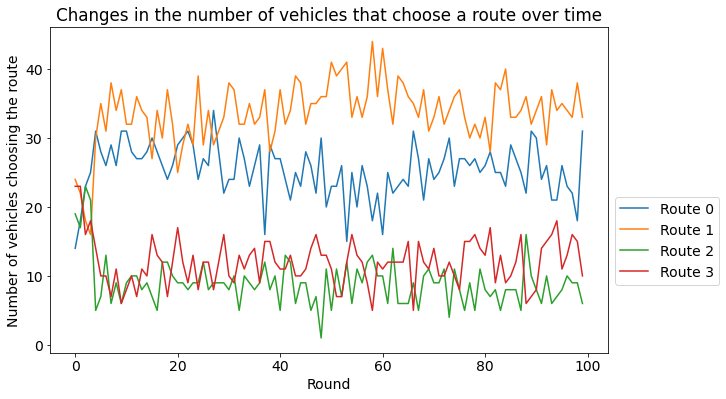 Changes in the number of vehicles that choose a route over time
Number of vehicles choosing the route
40
30
20
10
0
0 20 40 60 80 100
Round
Route 0
Route 1
Route 2
Route 3